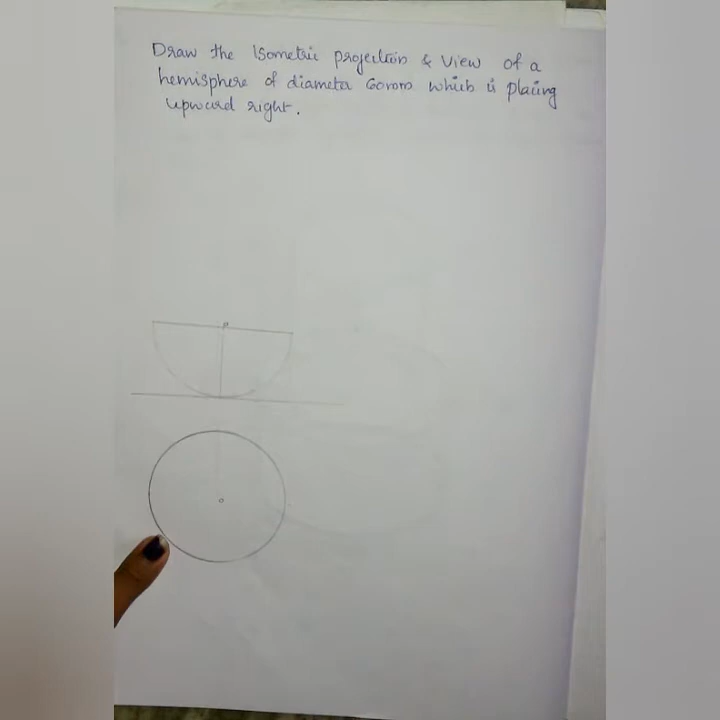 Draw the Isometric projection & View of a
hemisphere of diameter 60mm which is placing
upward right.
P
o